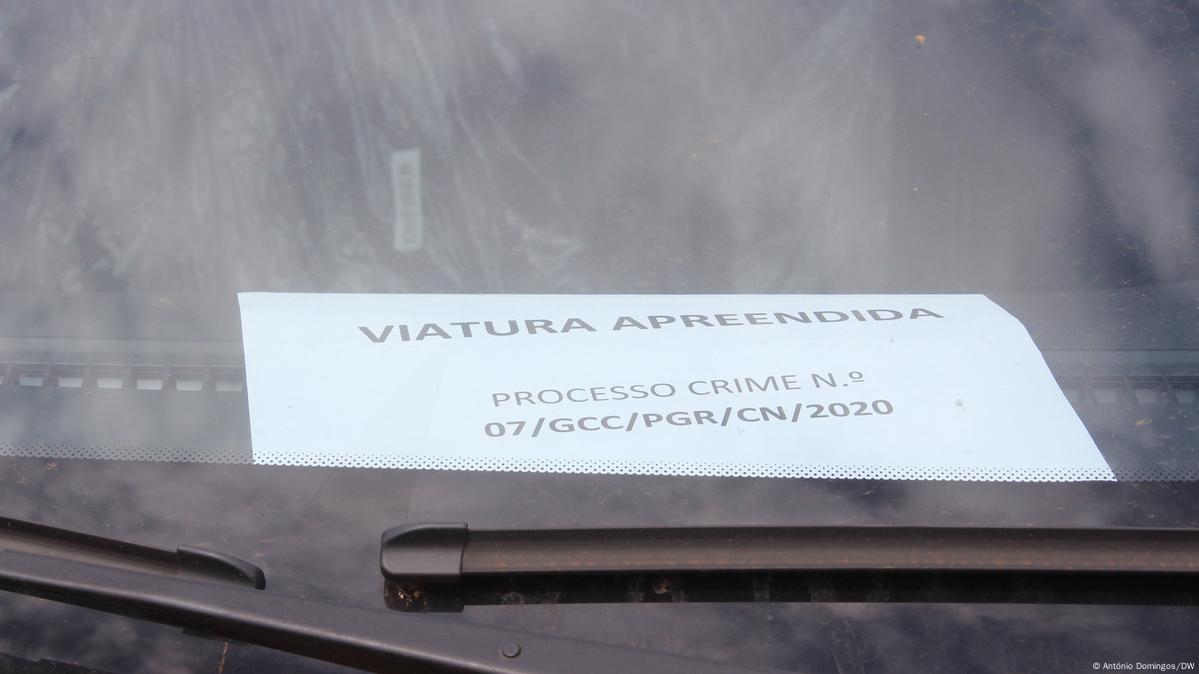 VIATURA APREENDIDA
PROCESSO CRIME N.º
07/GCC/PGR/CN/2020
© António Domingos/DW